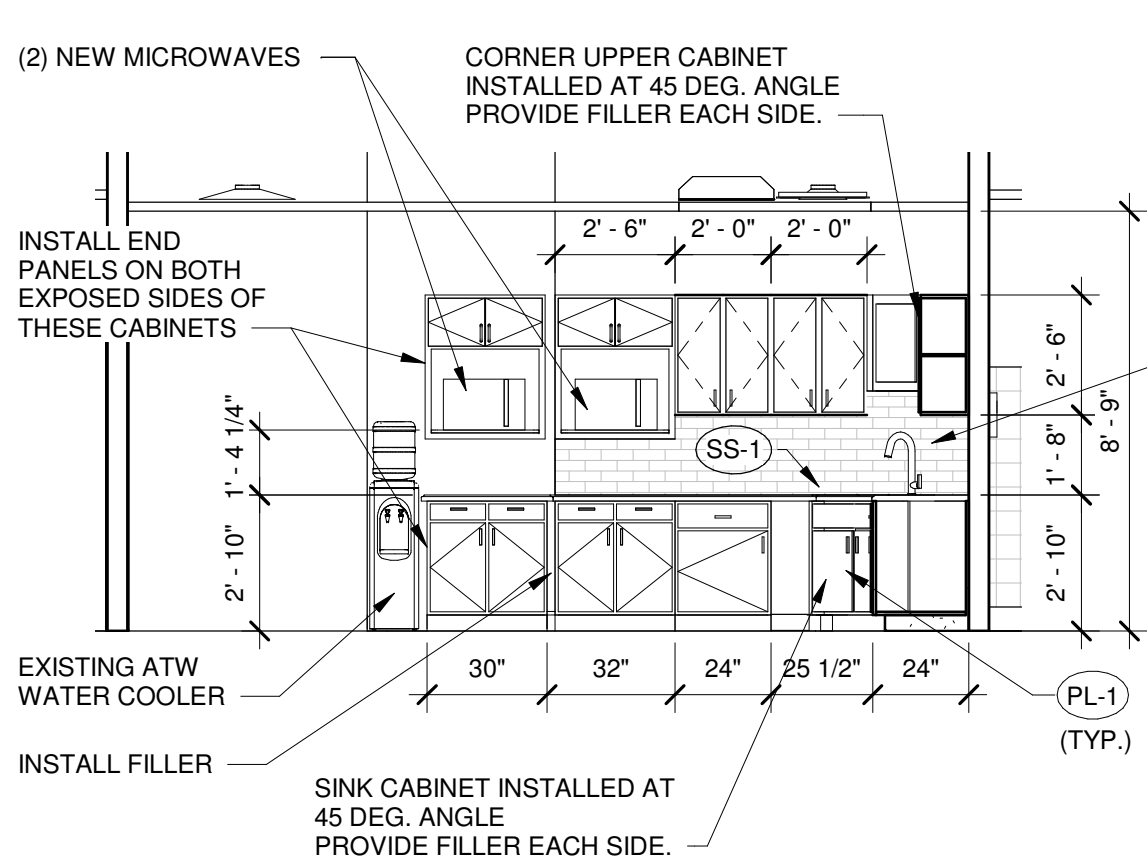 (2) NEW MICROWAVES
CORNER UPPER CABINET
INSTALLED AT 45 DEG. ANGLE
PROVIDE FILLER EACH SIDE.
INSTALL END
PANELS ON BOTH
EXPOSED SIDES OF
THESE CABINETS
2' - 6"
2' - 0"
2' - 0"
2' - 6"
8' - 9"
1' - 8"
2' - 10"
1' - 4 1/4"
2' - 10"
SS-1
EXISTING ATW
WATER COOLER
30"
32"
24"
25 1/2"
24"
PL-1
(TYP.)
INSTALL FILLER
SINK CABINET INSTALLED AT
45 DEG. ANGLE
PROVIDE FILLER EACH SIDE.